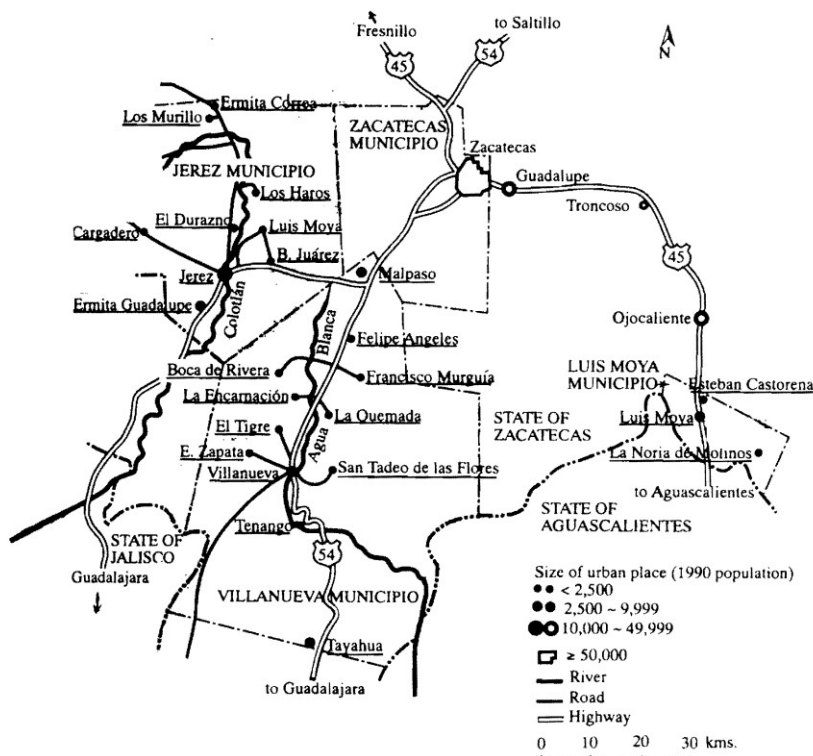 Fresnillo
to Saltillo
45
54
N
Ermita Correa
Los Murillo
ZACATECAS
MUNICIPIO
Zacatecas
JEREZ MUNICIPIO
Guadalupe
Los Haros
Troncoso
El Durazno
Luis Moya
Cargadero
B. Juárez
45
Jerez
Malpaso
Ermita Guadalupe
Colotlán
Blanca
Ojocaliente
Felipe Angeles
Boca de Rivera
Francisco Murguía
LUIS MOYA
MUNICIPIO
Esteban Castorena
La Encarnación
La Quemada
STATE OF
ZACATECAS
Luis Moya
El Tigre
Agua
E. Zapata
La Noria de Molinos
Villanueva
San Tadeo de las Flores
to Aguascalientes
STATE OF
AGUASCALIENTES
Tenango
STATE OF
JALISCO
54
Guadalajara
Size of urban place (1990 population)
< 2,500
2,500 ~ 9,999
10,000 ~ 49,999
≥ 50,000
River
Road
Highway
0 10 20 30 kms.
VILLANUEVA MUNICIPIO
Tayahua
to Guadalajara